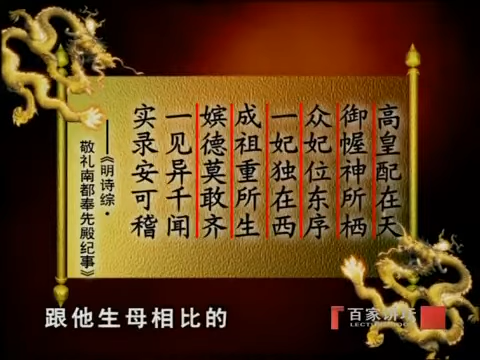 高皇配在天
御幄神所栖
众妃位东序
一妃独在西
成祖重所生
嫔德莫敢齐
一见异千闻
实录安可稽
——《明诗综·
敬礼南都奉先殿纪事》
跟他生母相比的
百家讲坛